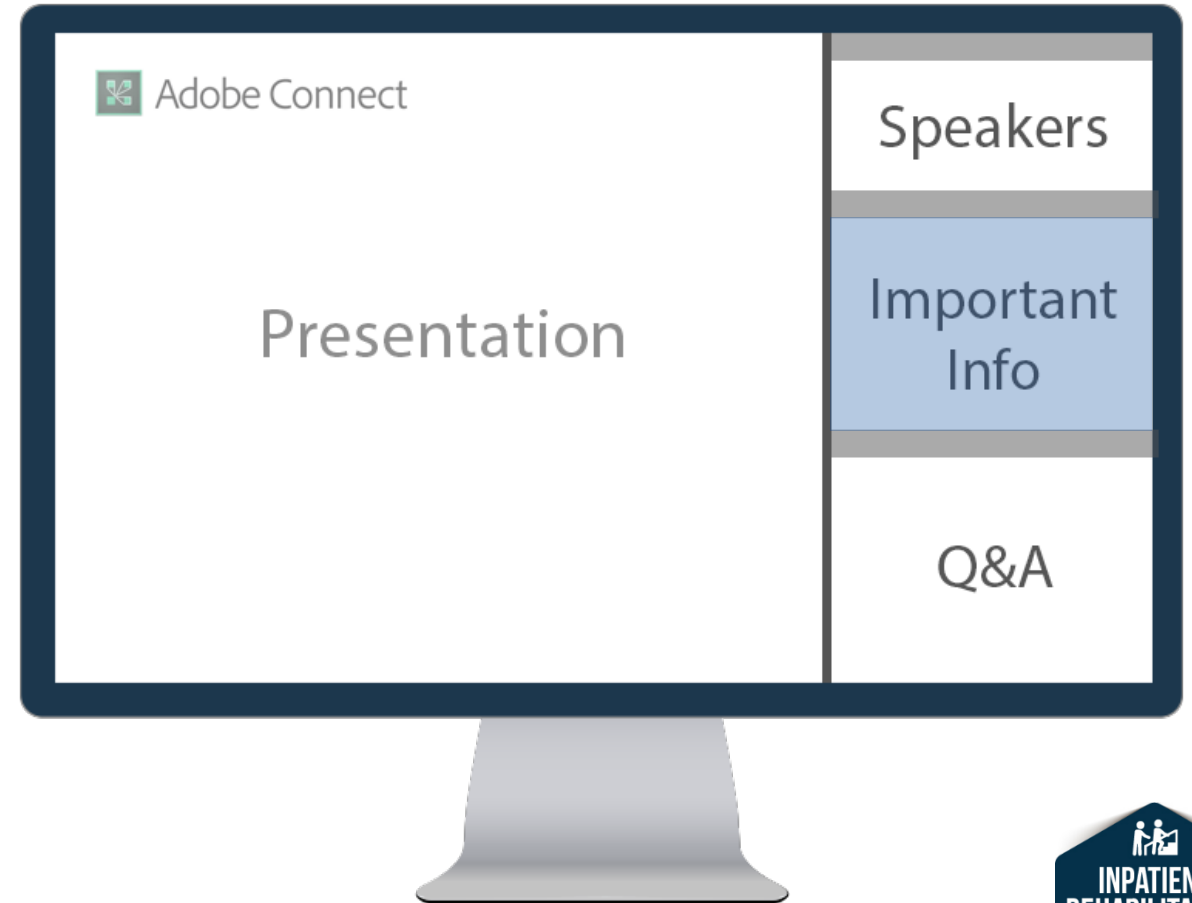 Adobe Connect
Presentation
Speakers
Important
Info
Q&A